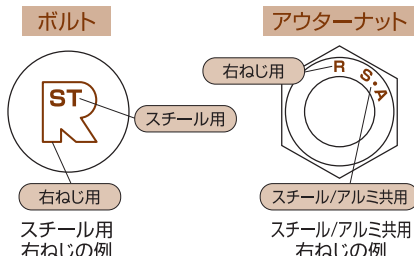 ボルト
アウターナット
右ねじ用
R S・A
ST
R
スチール用
右ねじ用
スチール/アルミ共用
スチール用
右ねじの例
スチール/アルミ共用
右ねじの例